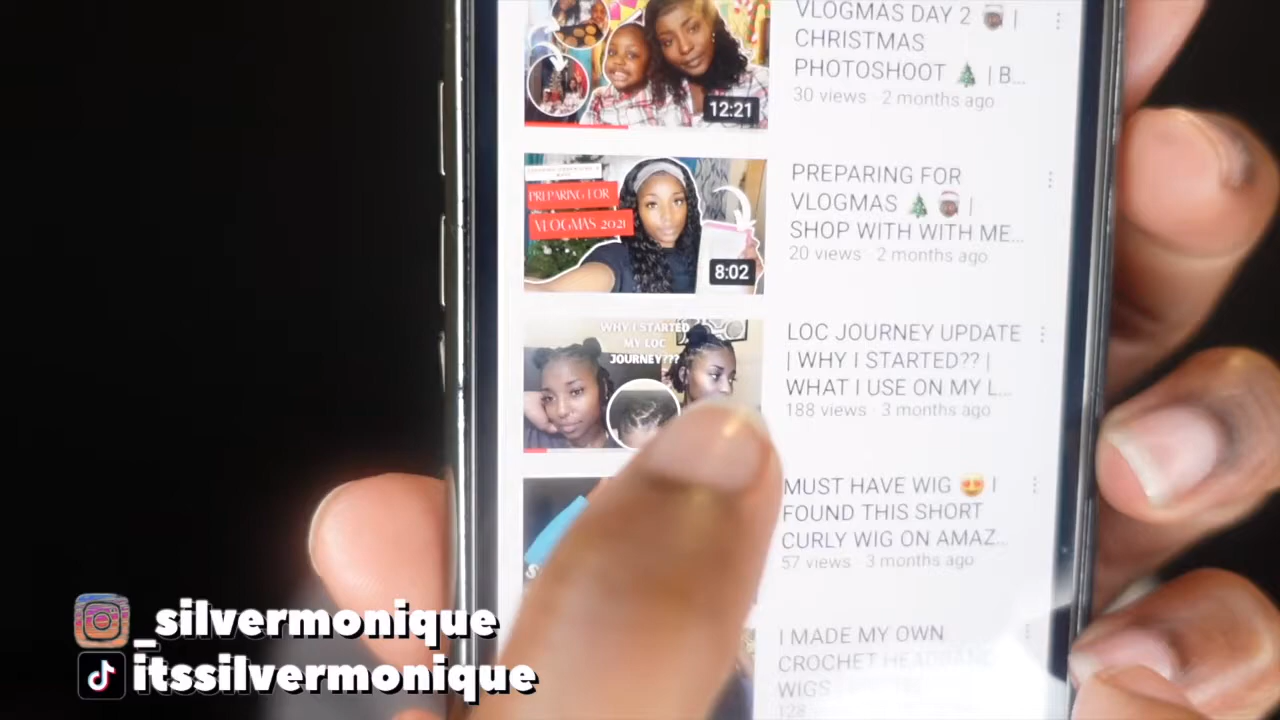 VLOGMAS DAY 2 🎅🏿 |
CHRISTMAS
PHOTOSHOOT 🎄 | B...
30 views · 2 months ago
12:21
PREPARING FOR
VLOGMAS 2021
8:02
PREPARING FOR
VLOGMAS 🎄 🎅🏿 |
SHOP WITH WITH ME...
20 views · 2 months ago
WHY I STARTED
MY LOC
JOURNEY???
LOC JOURNEY UPDATE
| WHY I STARTED?? |
WHAT I USE ON MY L...
188 views · 3 months ago
MUST HAVE WIG 😍 I
FOUND THIS SHORT
CURLY WIG ON AMAZ...
57 views · 3 months ago
I MADE MY OWN
CROCHET HEADBAND
WIGS
128
_silvermonique
itssilvermonique